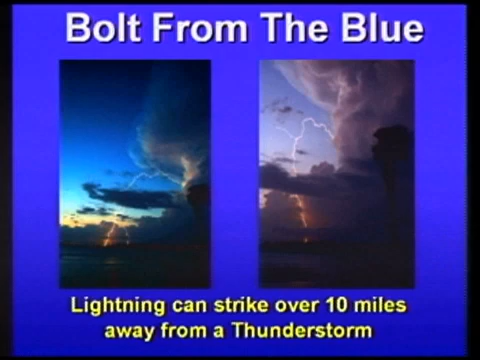 Bolt From The Blue
Lightning can strike over 10 miles
away from a Thunderstorm